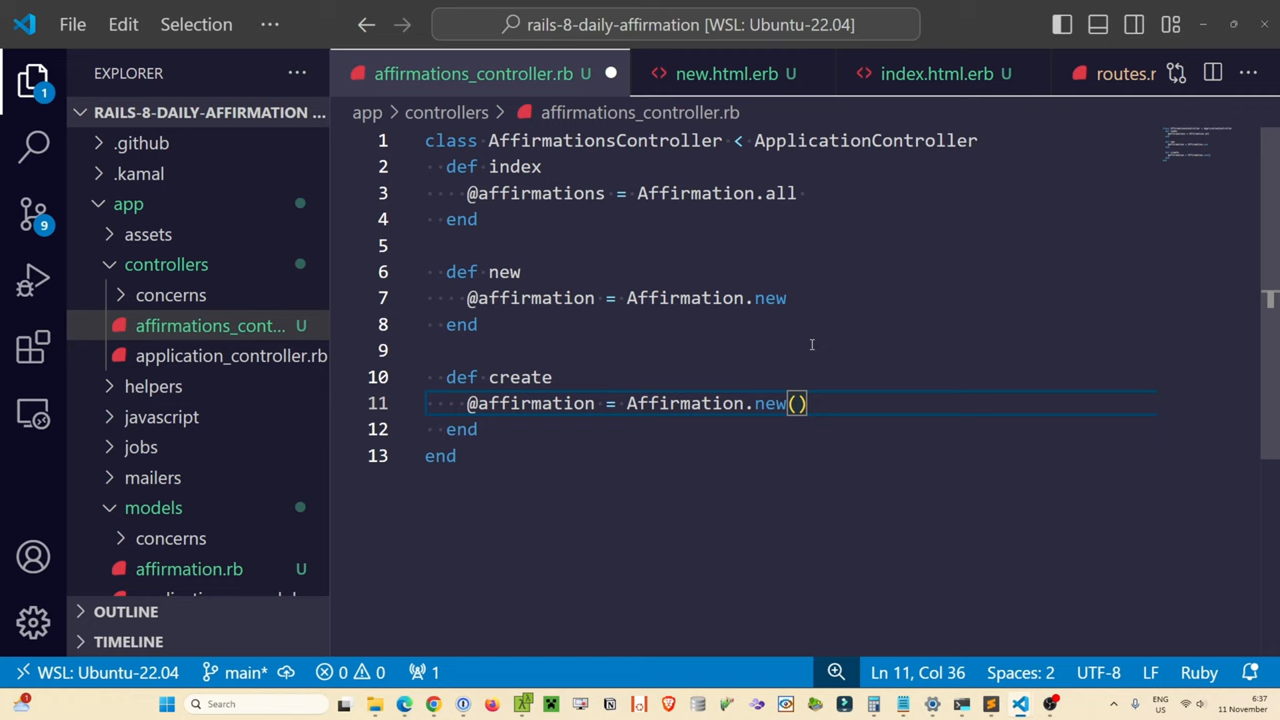 File Edit Selection ··· rails-8-daily-affirmation [WSL: Ubuntu-22.04]
EXPLORER ···
affirmations_controller.rb U
new.html.erb U
index.html.erb U
routes.r
app > controllers > affirmations_controller.rb
RAILS-8-DAILY-AFFIRMATION ...
.github
.kamal
app
assets
controllers
concerns
affirmations_cont... U
application_controller.rb
helpers
javascript
jobs
mailers
models
concerns
affirmation.rb U
OUTLINE
TIMELINE
1 class AffirmationsController < ApplicationController
2 def index
3 @affirmations = Affirmation.all
4 end
5
6 def new
7 @affirmation = Affirmation.new
8 end
9
10 def create
11 @affirmation = Affirmation.new()
12 end
13 end
1
9
WSL: Ubuntu-22.04 main* 0 0 1 Ln 11, Col 36 Spaces: 2 UTF-8 LF Ruby
Search ENG US 6:37 11 November